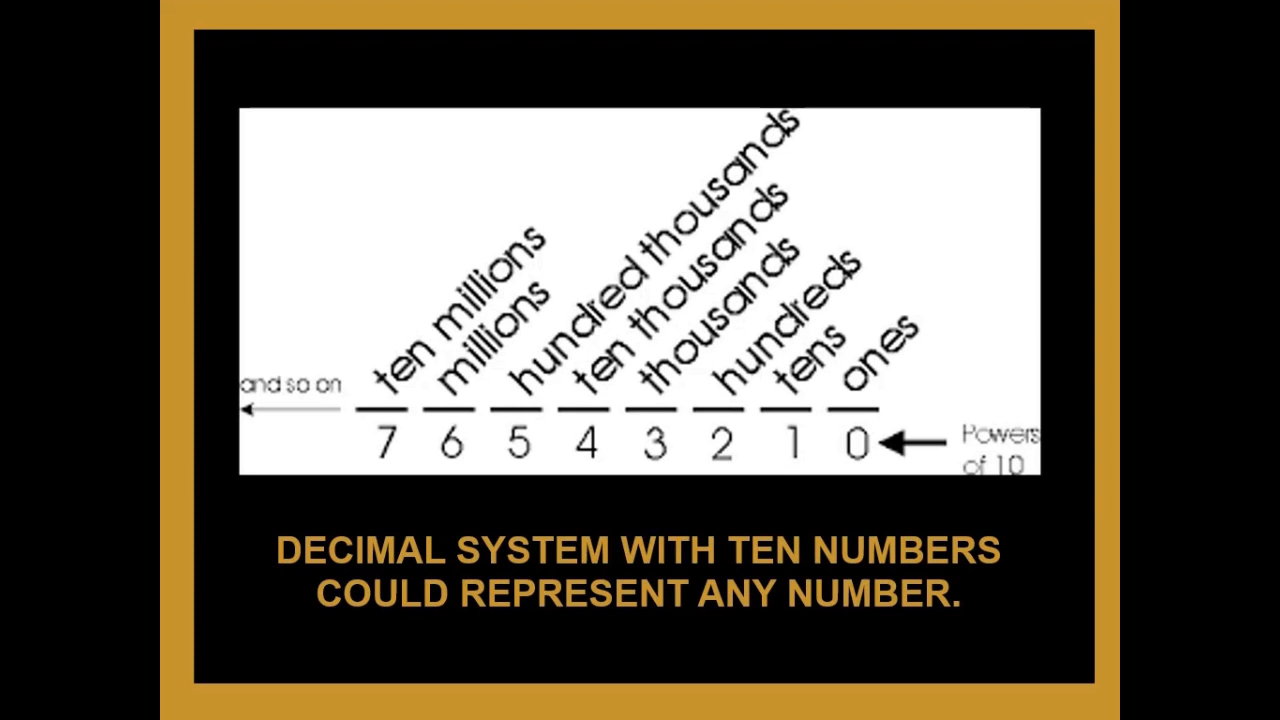 ten millions
millions
hundred thousands
ten thousands
thousands
hundreds
tens
ones
and so on
7 6 5 4 3 2 1 0
Powers
of 10
DECIMAL SYSTEM WITH TEN NUMBERS
COULD REPRESENT ANY NUMBER.